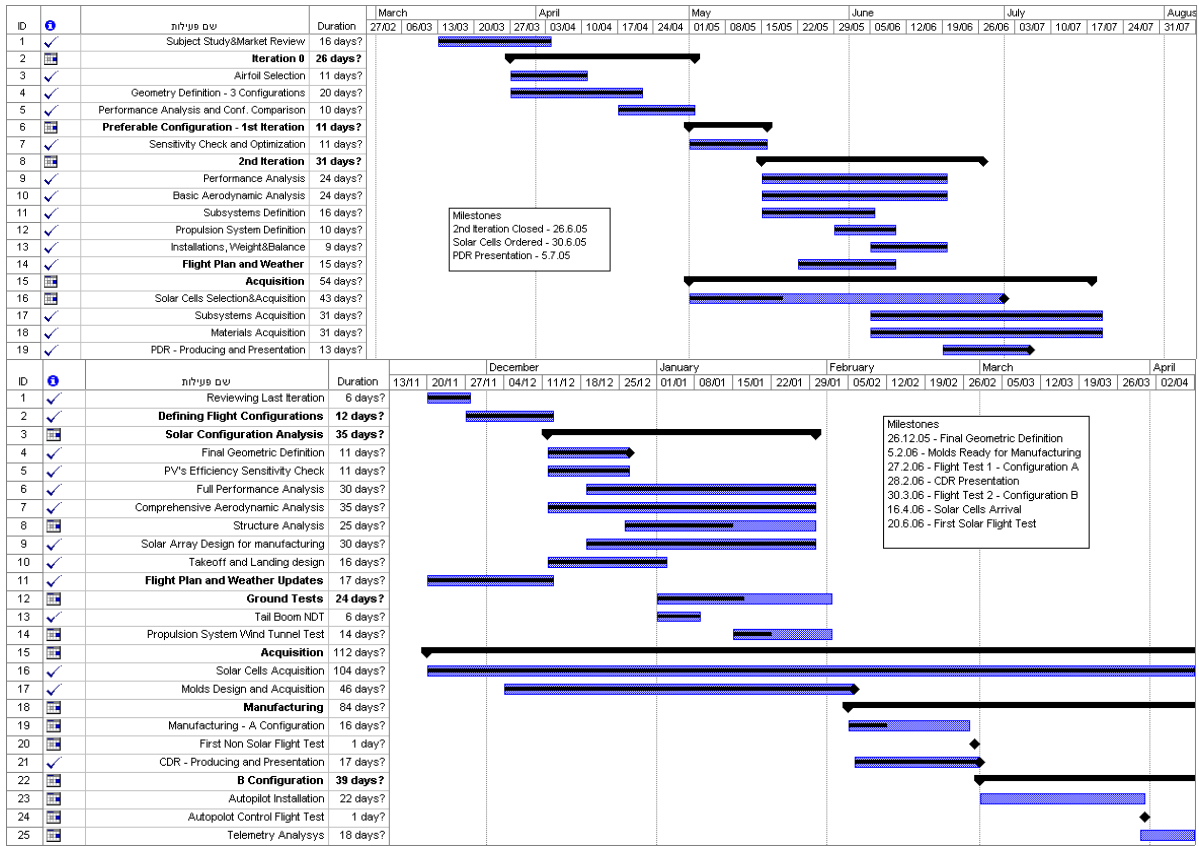 March April May June July Augus
ID שם פעילות Duration 27/02 06/03 13/03 20/03 27/03 03/04 10/04 17/04 24/04 01/05 08/05 15/05 22/05 29/05 05/06 12/06 19/06 26/06 03/07 10/07 17/07 24/07 31/07
1 Subject Study&Market Review 16 days?
2 Iteration 0 26 days?
3 Airfoil Selection 11 days?
4 Geometry Definition - 3 Configurations 20 days?
5 Performance Analysis and Conf. Comparison 10 days?
6 Preferable Configuration - 1st Iteration 11 days?
7 Sensitivity Check and Optimization 11 days?
8 2nd Iteration 31 days?
9 Performance Analysis 24 days?
10 Basic Aerodynamic Analysis 24 days?
11 Subsystems Definition 16 days?
12 Propulsion System Definition 10 days?
13 Installations, Weight&Balance 9 days?
14 Flight Plan and Weather 15 days?
15 Acquisition 54 days?
16 Solar Cells Selection&Acquisition 43 days?
17 Subsystems Acquisition 31 days?
18 Materials Acquisition 31 days?
19 PDR - Producing and Presentation 13 days?
Milestones
2nd Iteration Closed - 26.6.05
Solar Cells Ordered - 30.6.05
PDR Presentation - 5.7.05
December January February March April
ID שם פעילות Duration 13/11 20/11 27/11 04/12 11/12 18/12 25/12 01/01 08/01 15/01 22/01 29/01 05/02 12/02 19/02 26/02 05/03 12/03 19/03 26/03 02/04
1 Reviewing Last Iteration 6 days?
2 Defining Flight Configurations 12 days?
3 Solar Configuration Analysis 35 days?
4 Final Geometric Definition 11 days?
5 PV's Efficiency Sensitivity Check 11 days?
6 Full Performance Analysis 30 days?
7 Comprehensive Aerodynamic Analysis 35 days?
8 Structure Analysis 25 days?
9 Solar Array Design for manufacturing 30 days?
10 Takeoff and Landing design 16 days?
11 Flight Plan and Weather Updates 17 days?
12 Ground Tests 24 days?
13 Tail Boom NDT 6 days?
14 Propulsion System Wind Tunnel Test 14 days?
15 Acquisition 112 days?
16 Solar Cells Acquisition 104 days?
17 Molds Design and Acquisition 46 days?
18 Manufacturing 84 days?
19 Manufacturing - A Configuration 16 days?
20 First Non Solar Flight Test 1 day?
21 CDR - Producing and Presentation 17 days?
22 B Configuration 39 days?
23 Autopilot Installation 22 days?
24 Autopolot Control Flight Test 1 day?
25 Telemetry Analysys 18 days?
Milestones
26.12.05 - Final Geometric Definition
5.2.06 - Molds Ready for Manufacturing
27.2.06 - Flight Test 1 - Configuration A
28.2.06 - CDR Presentation
30.3.06 - Flight Test 2 - Configuration B
16.4.06 - Solar Cells Arrival
20.6.06 - First Solar Flight Test